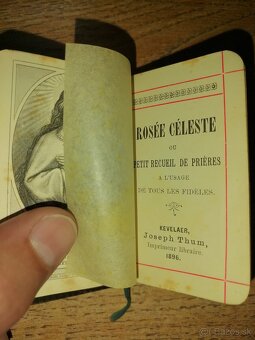 ROSÉE CÉLESTE
OU
PETIT RECUEIL DE PRIÈRES
A L'USAGE
DE TOUS LES FIDÈLES.
KEVELAER,
Joseph Thum,
Imprimeur libraire.
1896.